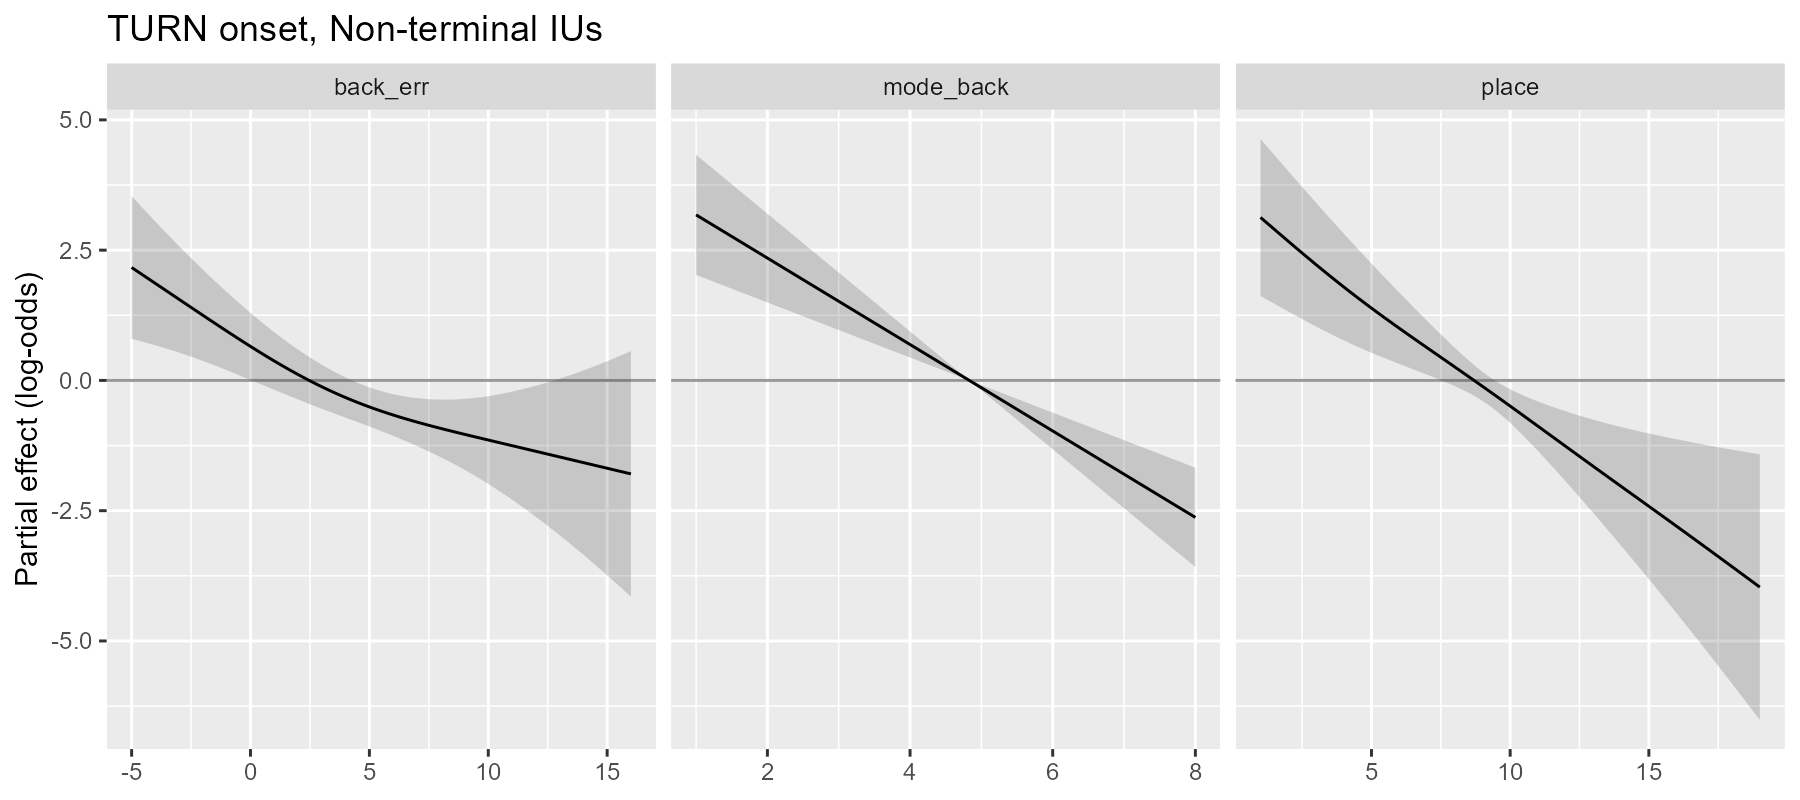 TURN onset, Non-terminal IUs
back_err
mode_back
place
Partial effect (log-odds)
5.0
2.5
0.0
-2.5
-5.0
-5 0 5 10 15
2 4 6 8
5 10 15